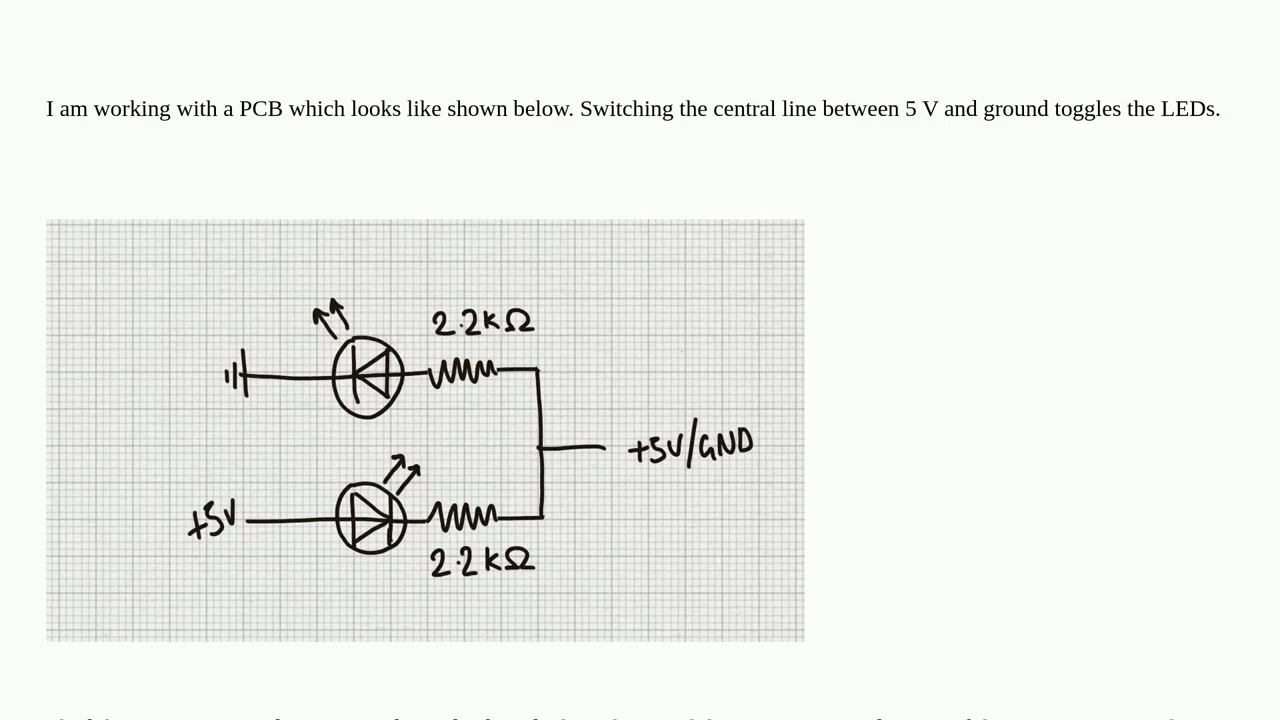 I am working with a PCB which looks like shown below. Switching the central line between 5 V and ground toggles the LEDs.
2.2kΩ
+5V/GND
+5V
2.2kΩ